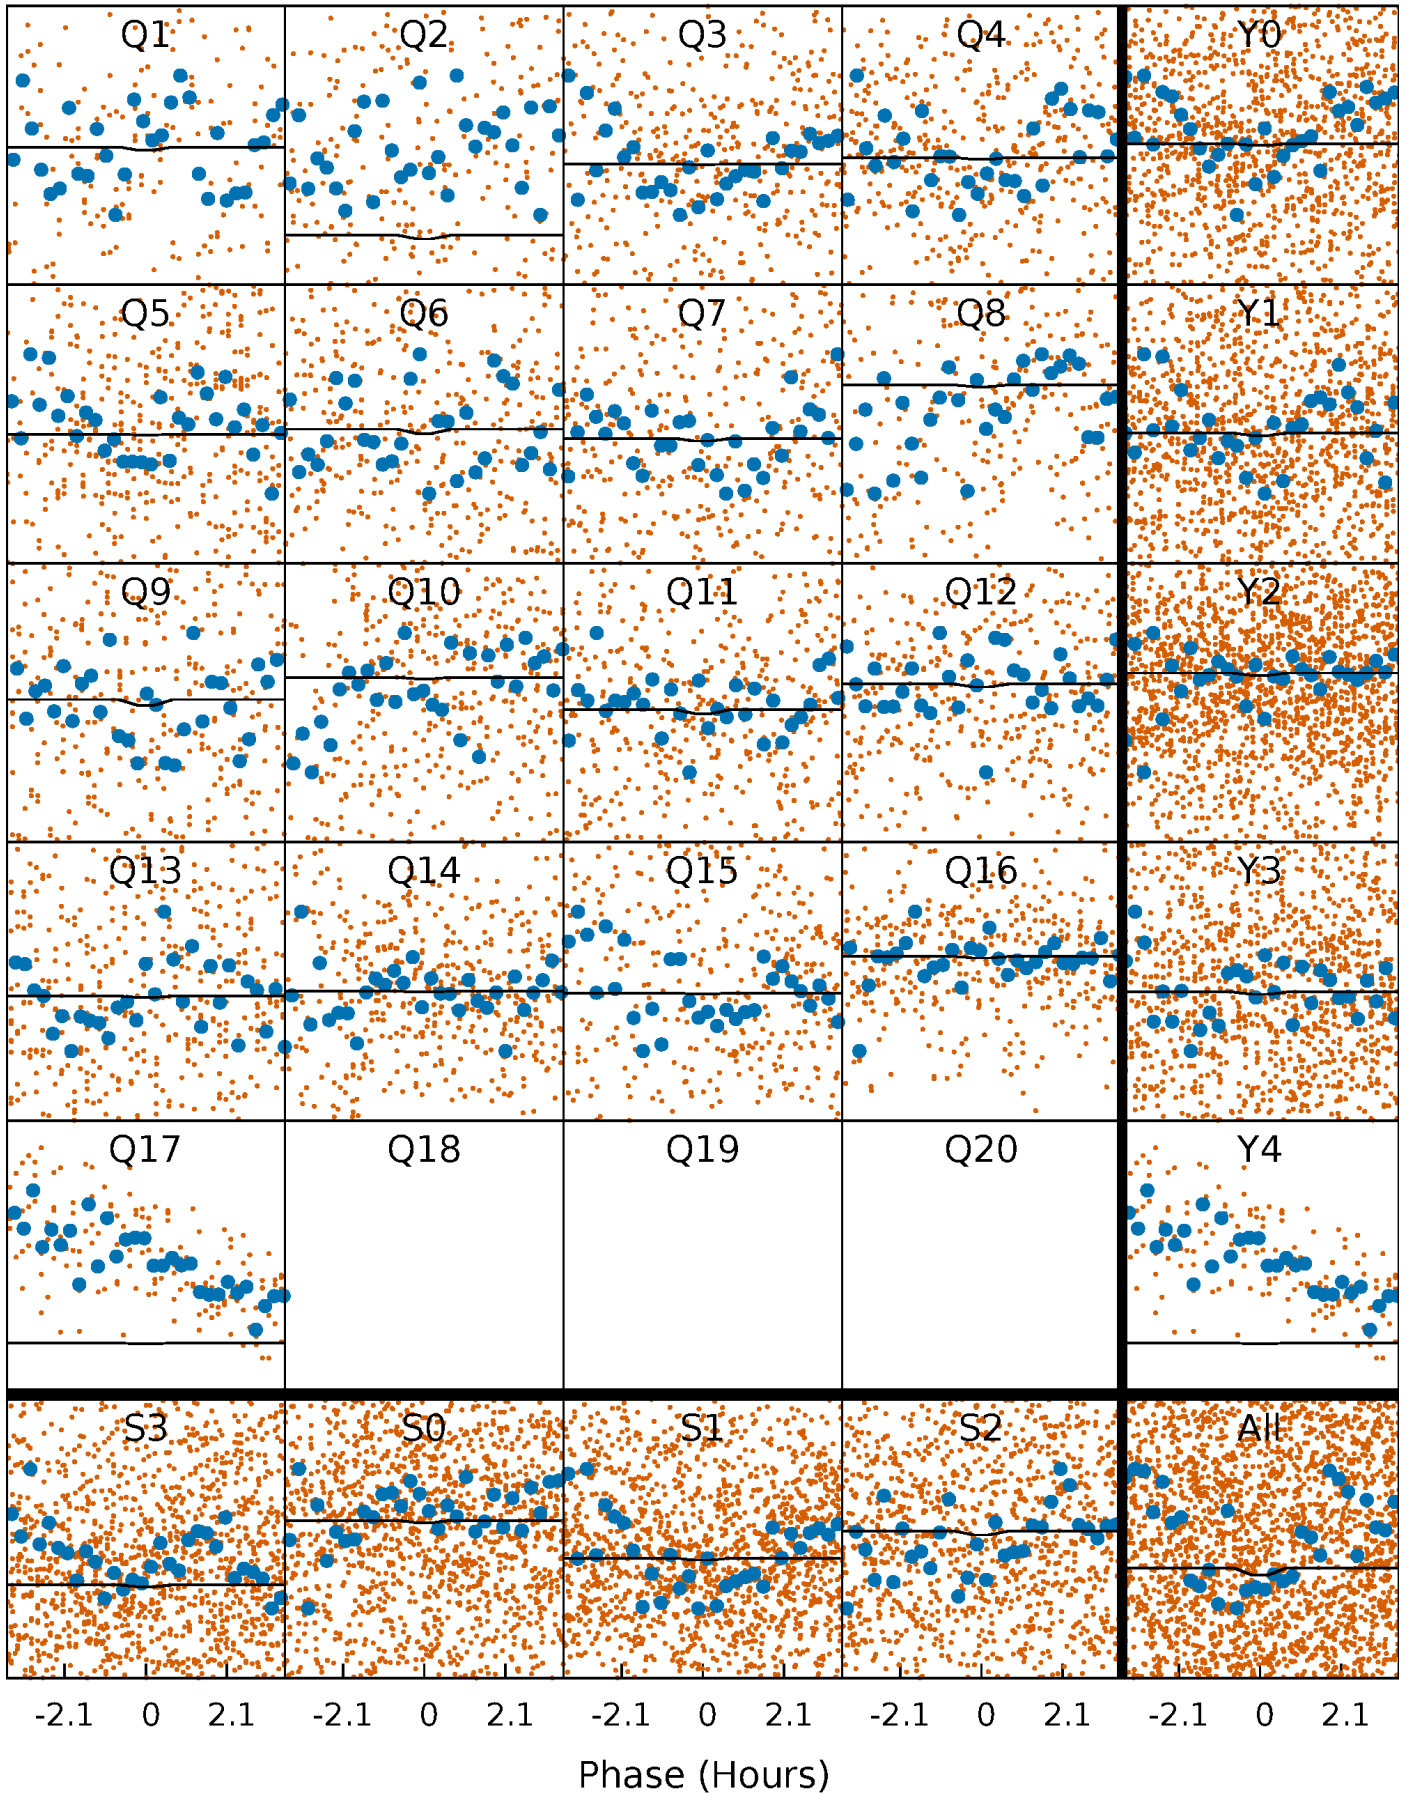 Q1 Q2 Q3 Q4 Y0
Q5 Q6 Q7 Q8 Y1
Q9 Q10 Q11 Q12 Y2
Q13 Q14 Q15 Q16 Y3
Q17 Q18 Q19 Q20 Y4
S3 S0 S1 S2 All
-2.1 0 2.1 -2.1 0 2.1 -2.1 0 2.1 -2.1 0 2.1 -2.1 0 2.1
Phase (Hours)